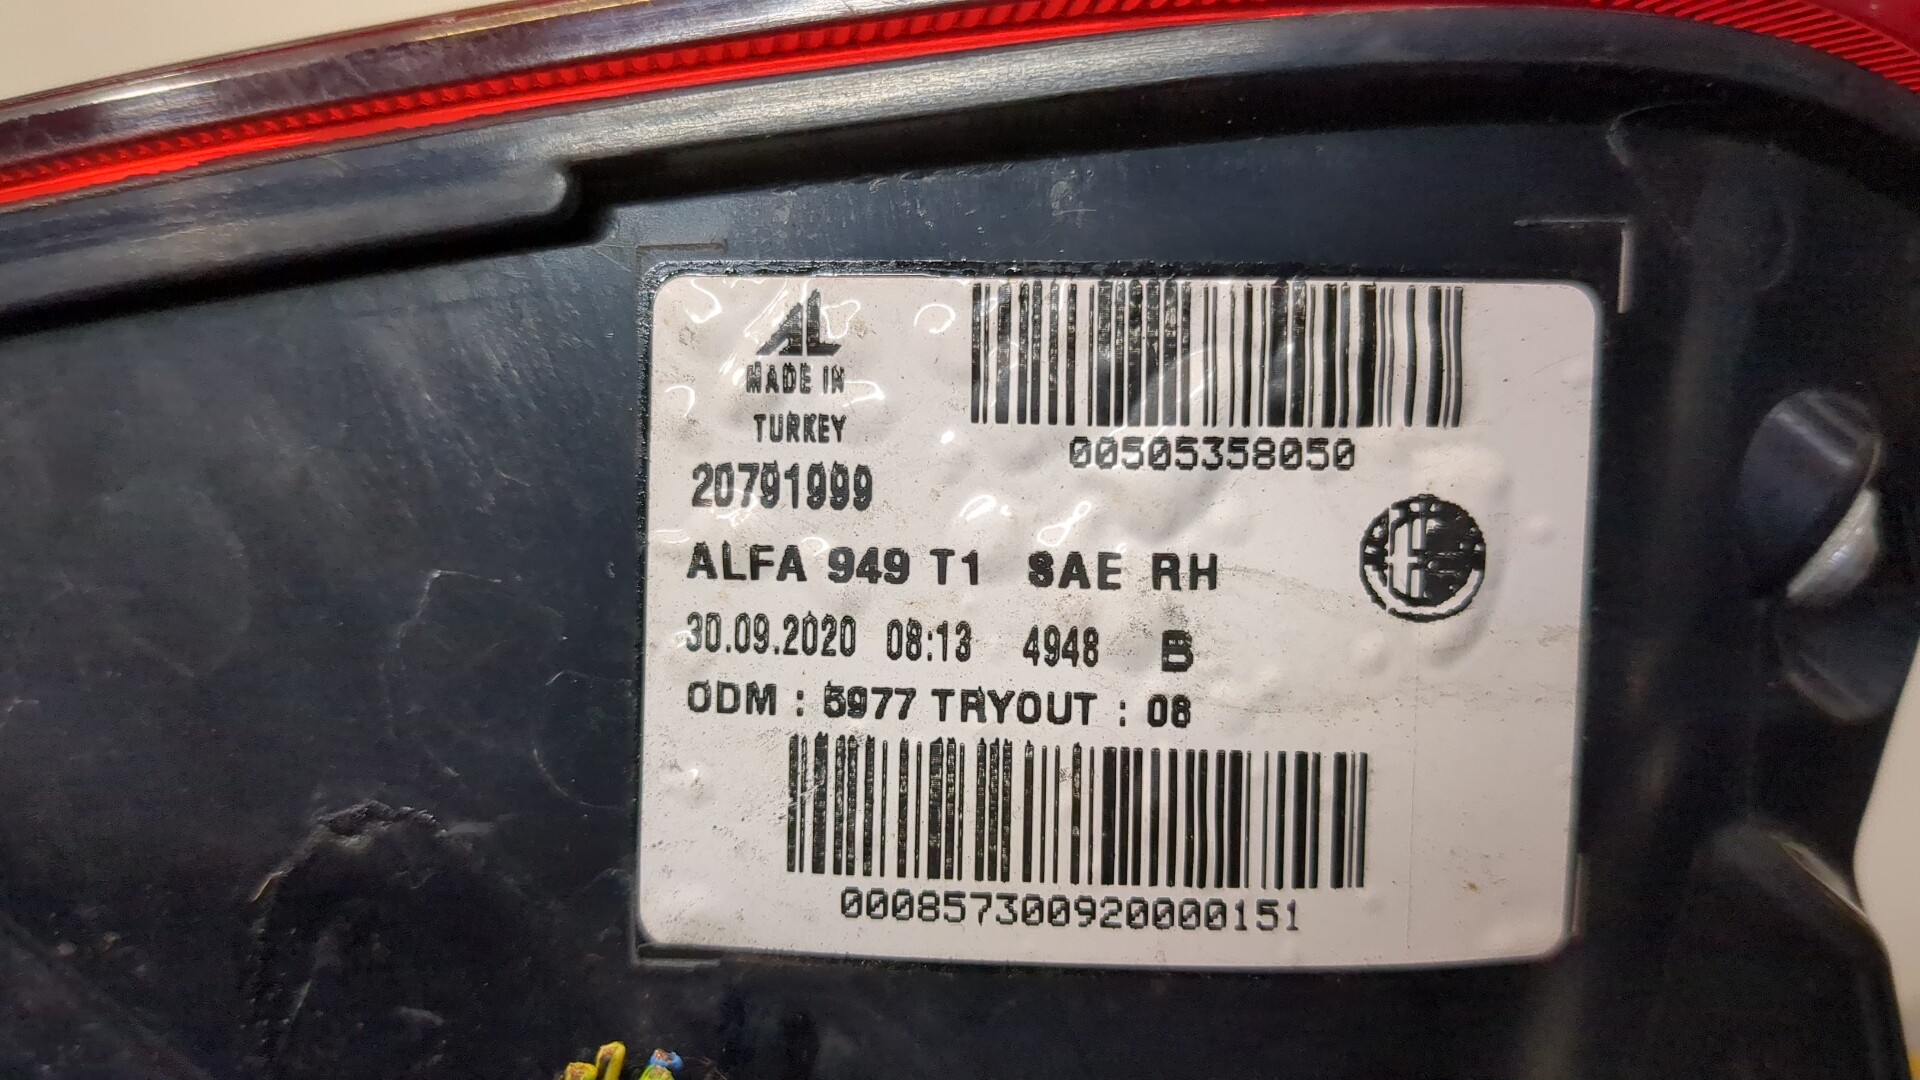 AL
MADE IN
TURKEY
00505358050
20791999
ALFA 949 T1 SAE RH
30.09.2020 08:13 4948 B
ODM : 5977 TRYOUT : 08
000857300920000151